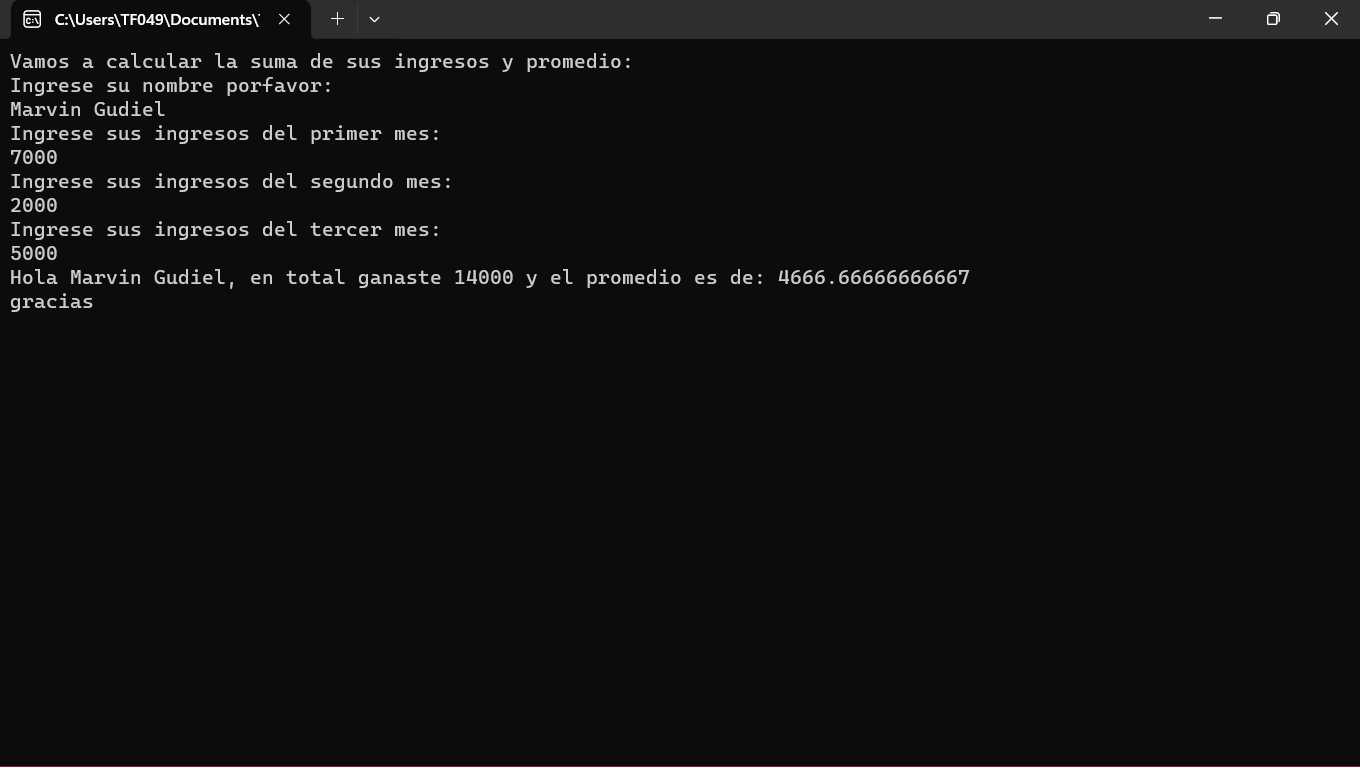 C:\Users\TF049\Documents\
Vamos a calcular la suma de sus ingresos y promedio:
Ingrese su nombre porfavor:
Marvin Gudiel
Ingrese sus ingresos del primer mes:
7000
Ingrese sus ingresos del segundo mes:
2000
Ingrese sus ingresos del tercer mes:
5000
Hola Marvin Gudiel, en total ganaste 14000 y el promedio es de: 4666.66666666667
gracias